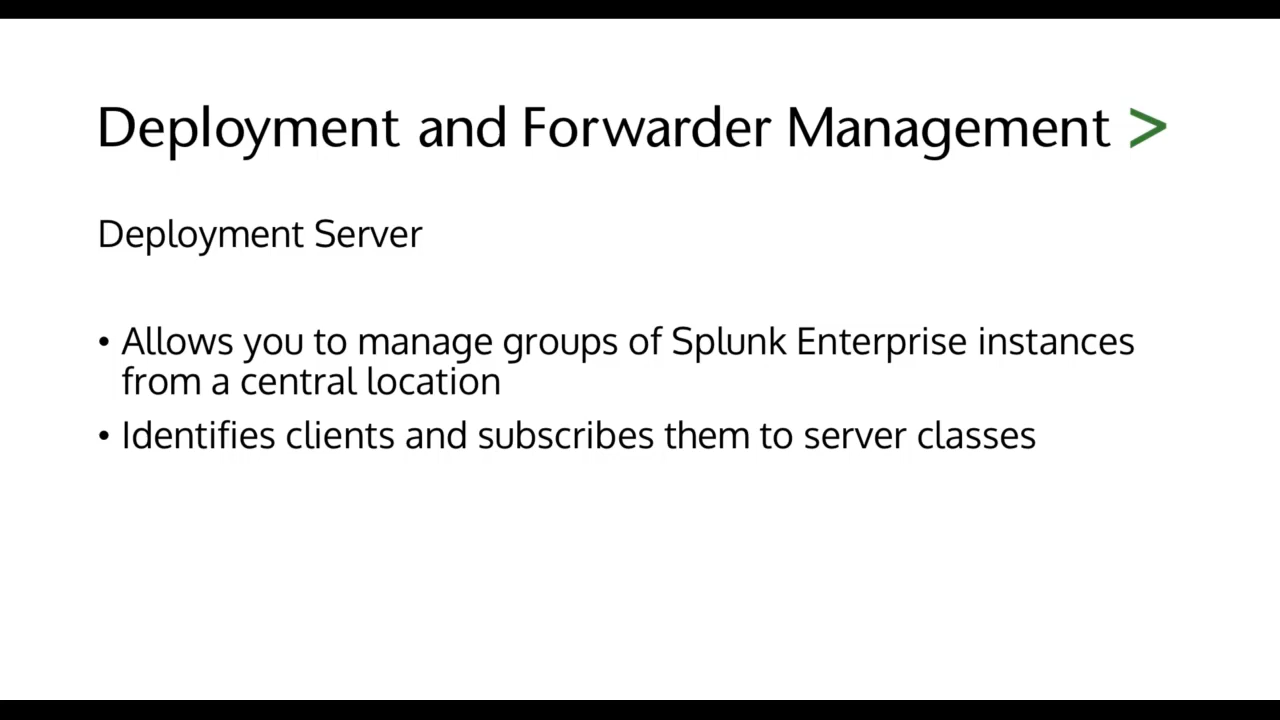 Deployment and Forwarder Management >
Deployment Server
• Allows you to manage groups of Splunk Enterprise instances
from a central location
• Identifies clients and subscribes them to server classes